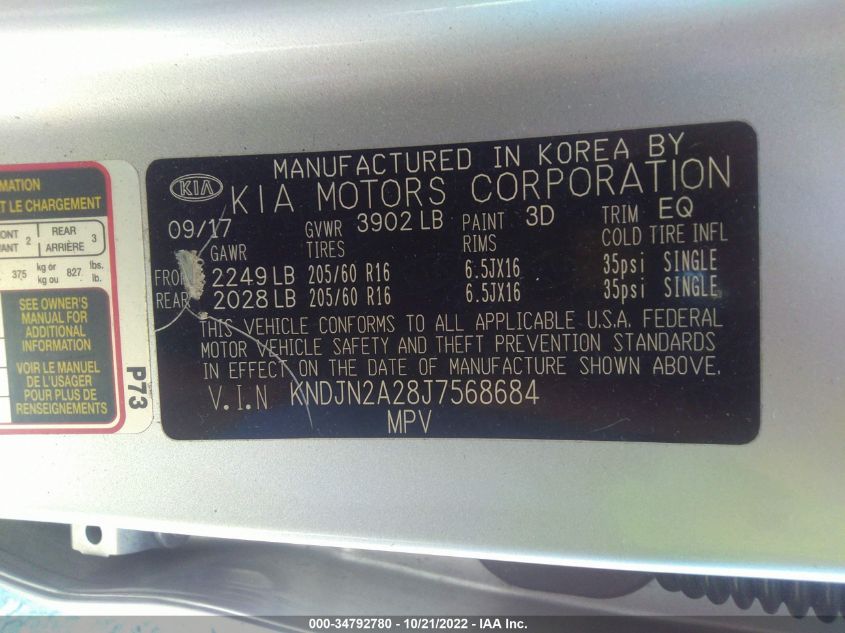 MANUFACTURED IN KOREA BY
KIA KIA MOTORS CORPORATION
09/17 GVWR 3902 LB PAINT 3D TRIM EQ
GAWR TIRES RIMS COLD TIRE INFL
FRONT 2249 LB 205/60 R16 6.5JX16 35psi SINGLE
REAR 2028 LB 205/60 R16 6.5JX16 35psi SINGLE
THIS VEHICLE CONFORMS TO ALL APPLICABLE U.S.A. FEDERAL
MOTOR VEHICLE SAFETY AND THEFT PREVENTION STANDARDS
IN EFFECT ON THE DATE OF MANUFACTURE SHOWN ABOVE.
V.I.N KNDJN2A28J7568684
MPV
LE CHARGEMENT
2 REAR 3
ARRIÈRE
375 kg or 827 lbs.
kg ou lb.
SEE OWNER'S
MANUAL FOR
ADDITIONAL
INFORMATION
VOIR LE MANUEL
DE L'USAGER
POUR PLUS DE
RENSEIGNEMENTS
P73
000-34792780 - 10/21/2022 - IAA Inc.